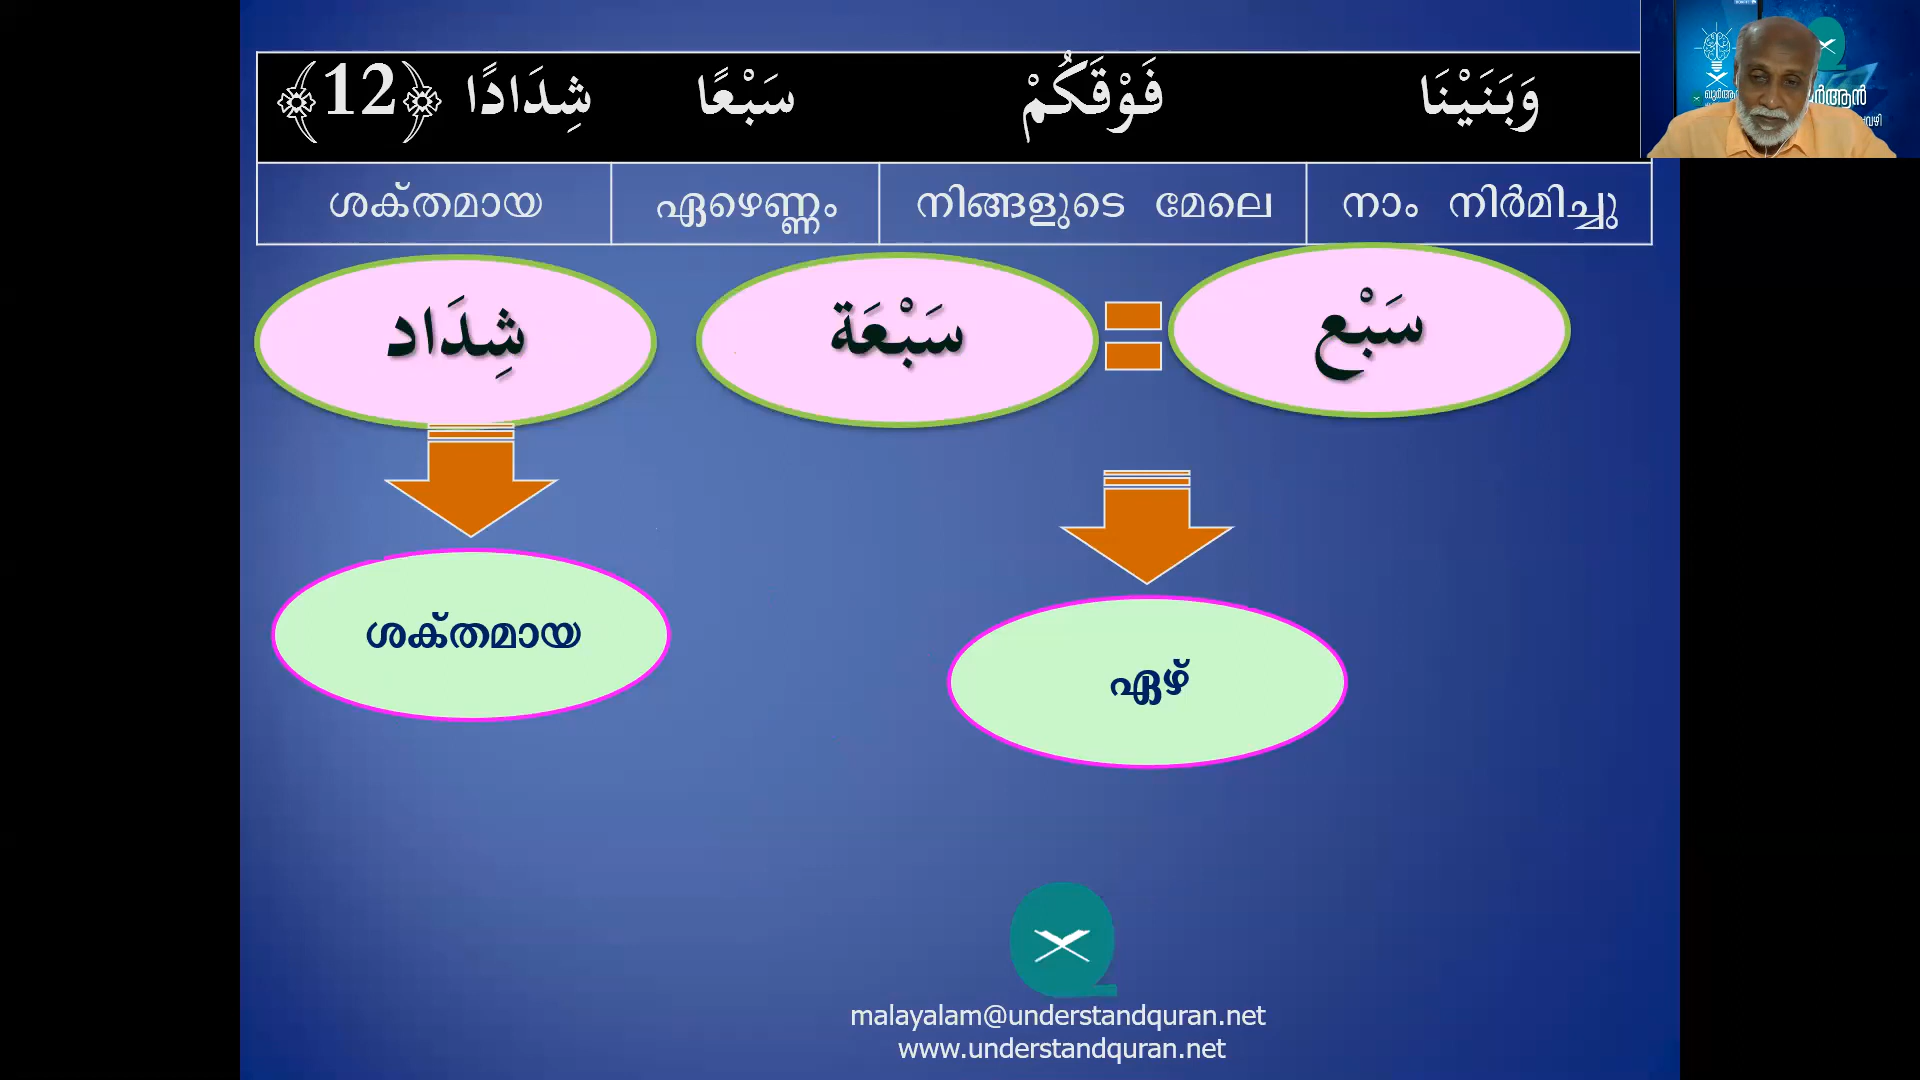 وَبَنَيْنَا فَوْقَكُمْ سَبْعًا شِدَادًا ﴿12﴾
ശക്തമായ ഏഴെണ്ണം നിങ്ങളുടെ മേലെ നാം നിർമിച്ചു
شِدَاد سَبْعَة = سَبْع
ശക്തമായ
ഏഴ്
malayalam@understandquran.net
www.understandquran.net